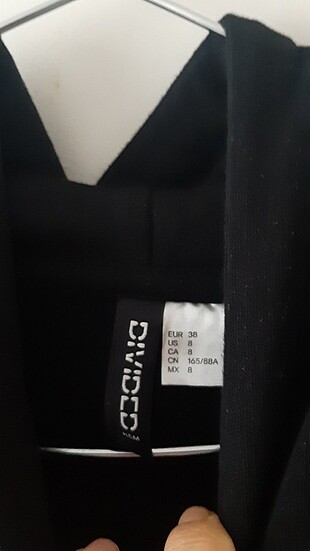 DIVIDED
H&M
EUR 38
US 8
CA 8
CN 165/88A
MX 8